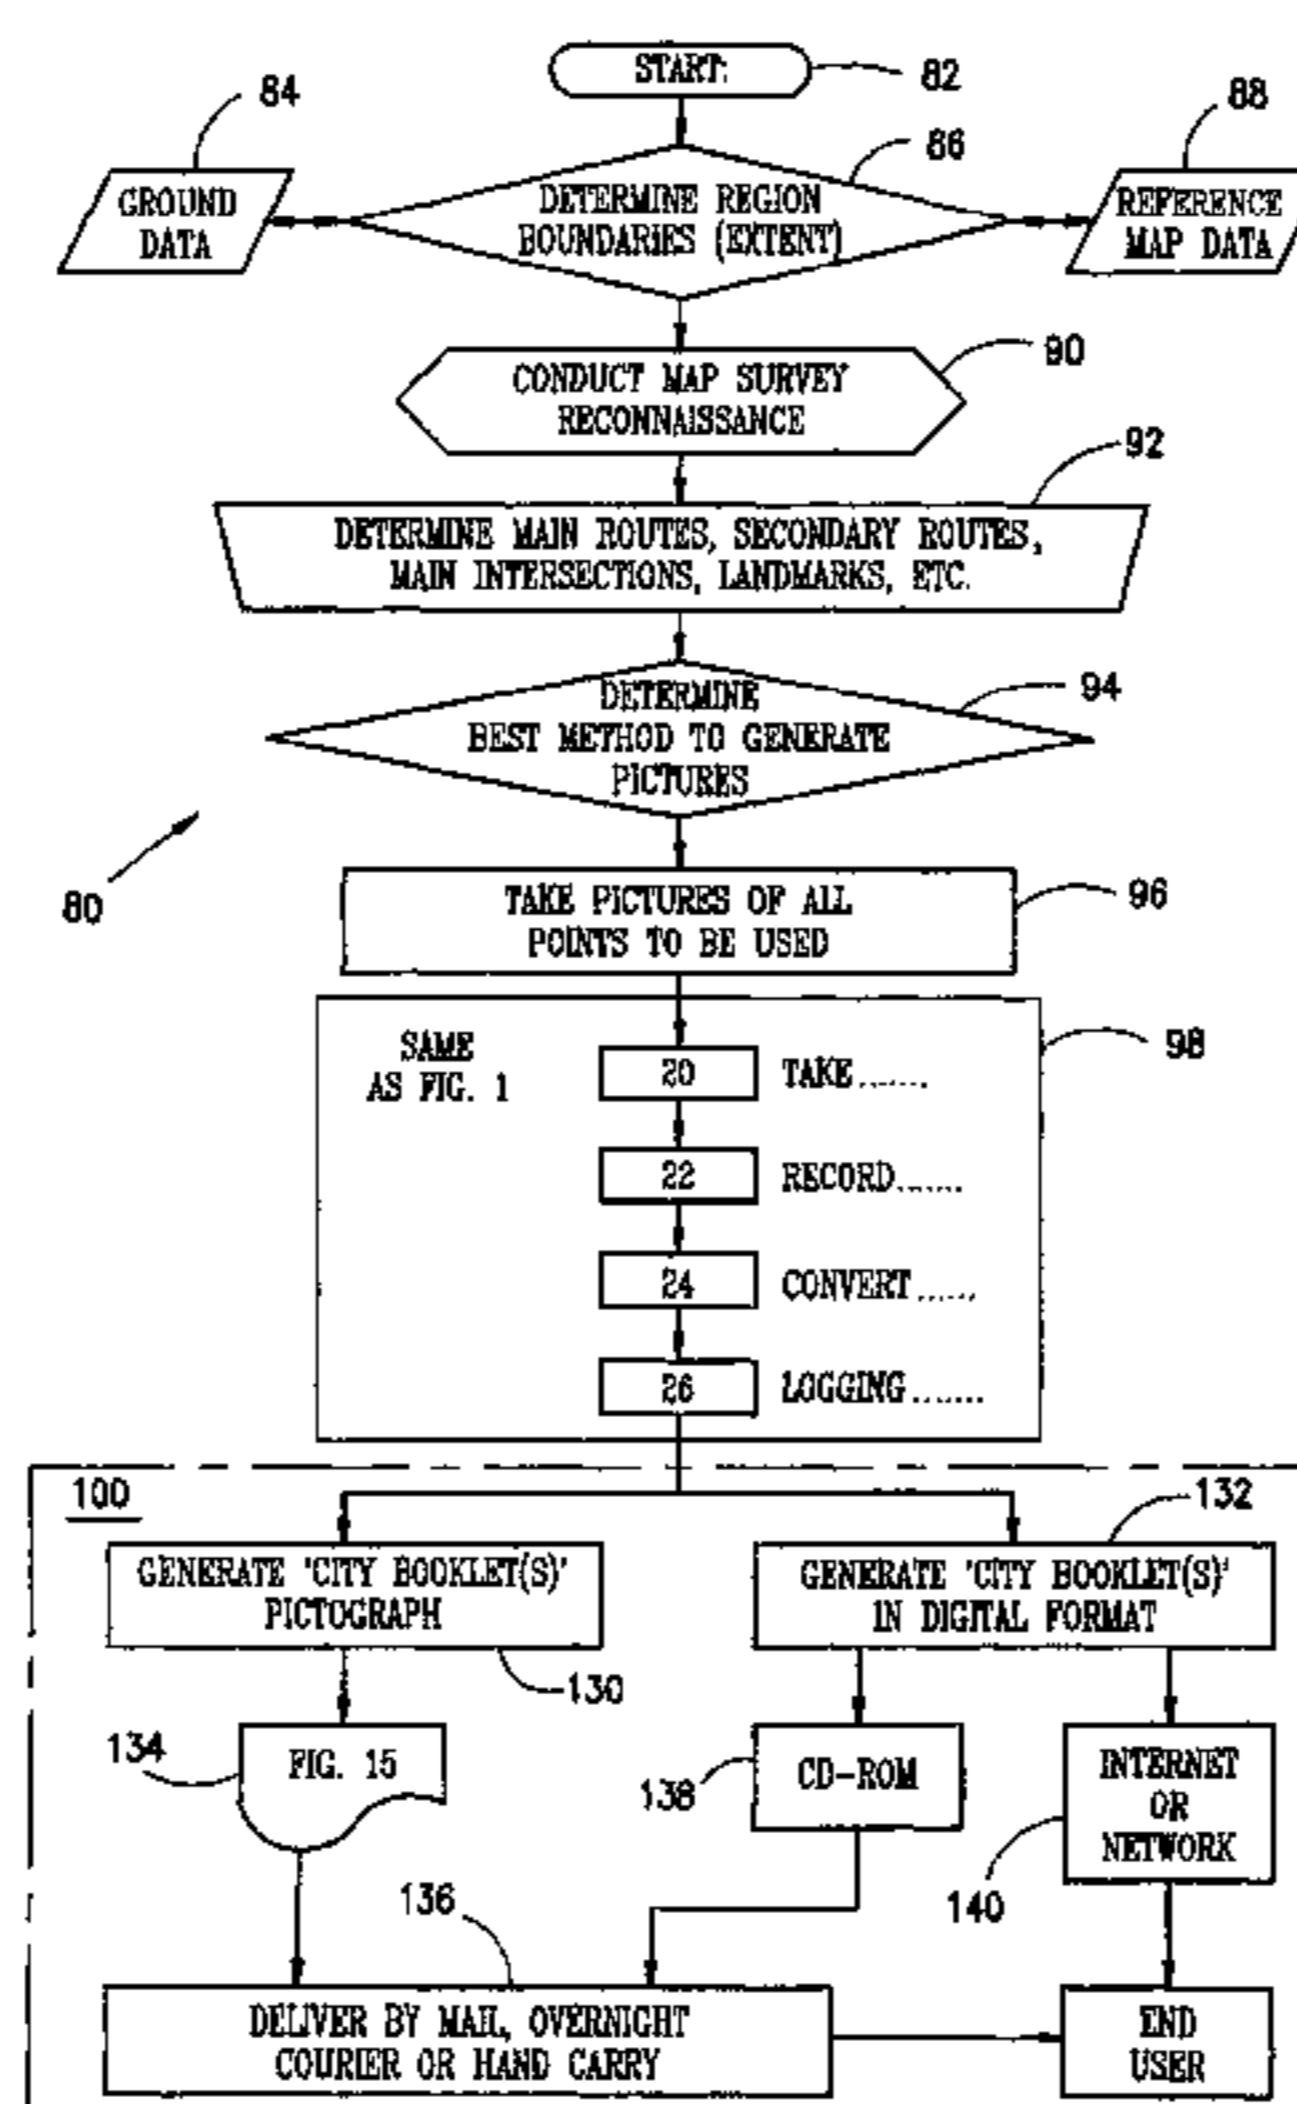 START:
82
84
88
86
GROUND
DATA
DETERMINE REGION
BOUNDARIES (EXTENT)
REFERENCE
MAP DATA
90
CONDUCT MAP SURVEY
RECONNAISSANCE
92
DETERMINE MAIN ROUTES, SECONDARY ROUTES,
MAIN INTERSECTIONS, LANDMARKS, ETC.
94
DETERMINE
BEST METHOD TO GENERATE
PICTURES
80
96
TAKE PICTURES OF ALL
POINTS TO BE USED
98
SAME
AS FIG. 1
20 TAKE.......
22 RECORD.......
24 CONVERT......
26 LOGGING.......
100
132
GENERATE 'CITY BOOKLET(S)'
PICTOGRAPH
GENERATE 'CITY BOOKLET(S)'
IN DIGITAL FORMAT
130
134
FIG. 15
138
CD-ROM
INTERNET
OR
NETWORK
136
140
DELIVER BY MAIL, OVERNIGHT
COURIER OR HAND CARRY
END
USER